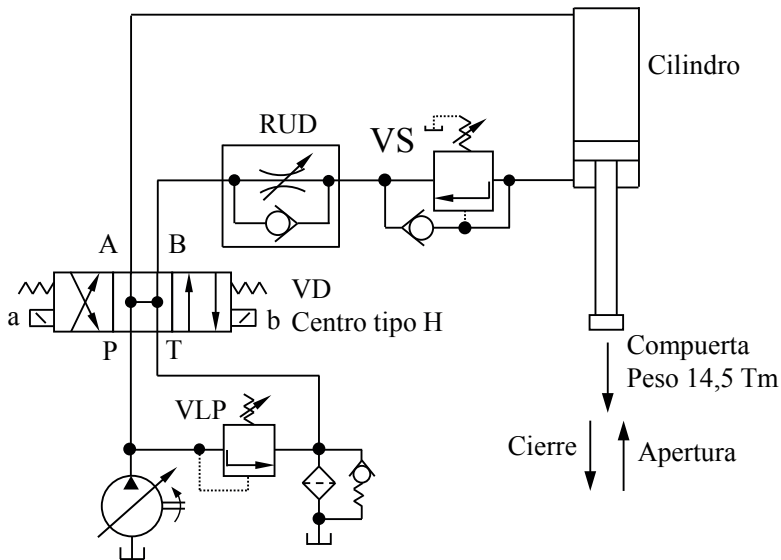 Cilindro
RUD
VS
A
B
VD
a
b
Centro tipo H
P
T
Compuerta
Peso 14,5 Tm
VLP
Cierre
Apertura